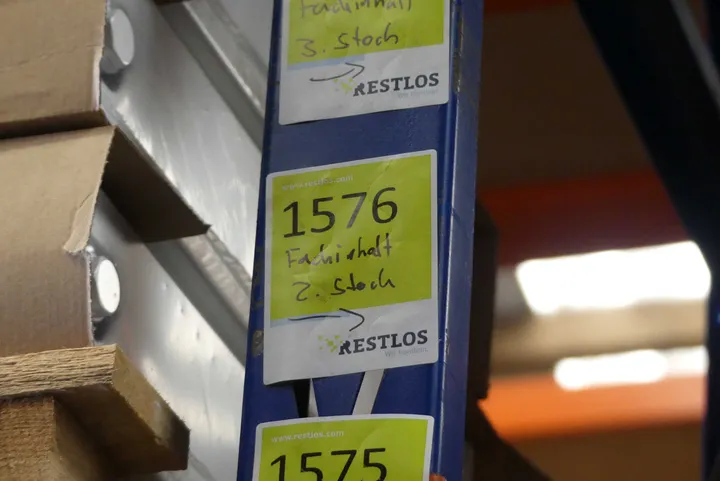 Fachinhalt
3. Stock
RESTLOS
www.restlos.com
1576
Fachinhalt
2. Stock
RESTLOS
www.restlos.com
1575